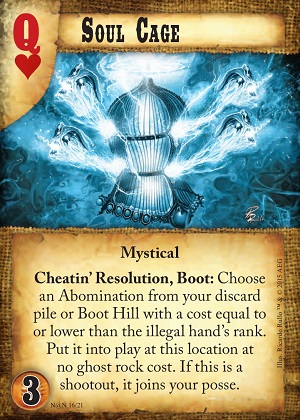 Q
Soul Cage
Mystical
Cheatin' Resolution, Boot: Choose
an Abomination from your discard
pile or Boot Hill with a cost equal to
or lower than the illegal hand's rank.
Put it into play at this location at
no ghost rock cost. If this is a
shootout, it joins your posse.
3